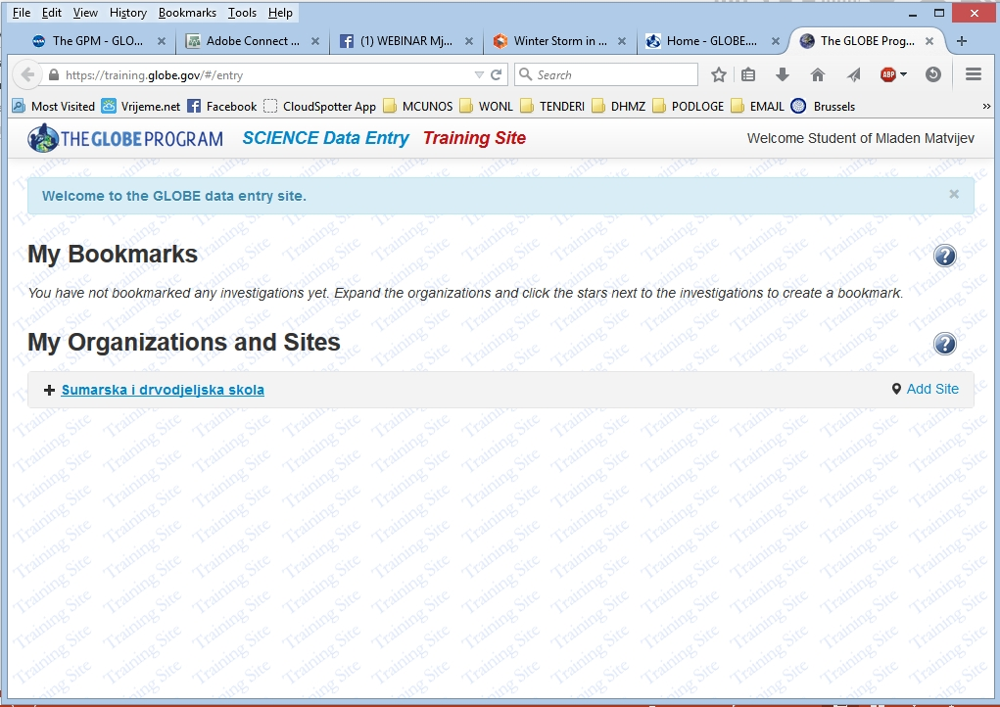 File Edit View History Bookmarks Tools Help
The GPM - GLO... Adobe Connect ... (1) WEBINAR Mj... Winter Storm in ... Home - GLOBE.... The GLOBE Prog...
https://training.globe.gov/#/entry Search ABP
Most Visited Vrijeme.net Facebook CloudSpotter App MCUNOS WONL TENDERI DHMZ PODLOGE EMAIL Brussels »
THE GLOBE PROGRAM SCIENCE Data Entry Training Site Welcome Student of Mladen Matvijev
Welcome to the GLOBE data entry site.
My Bookmarks
You have not bookmarked any investigations yet. Expand the organizations and click the stars next to the investigations to create a bookmark.
My Organizations and Sites
Sumarska i drvodjeljska skola Add Site
Training Site